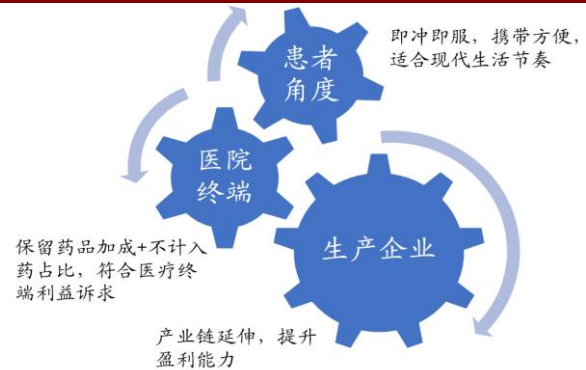 患者
角度
即冲即服，携带方便，
适合现代生活节奏
医院
终端
保留药品加成+不计入
药占比，符合医疗终
端利益诉求
生产企业
产业链延伸，提升
盈利能力